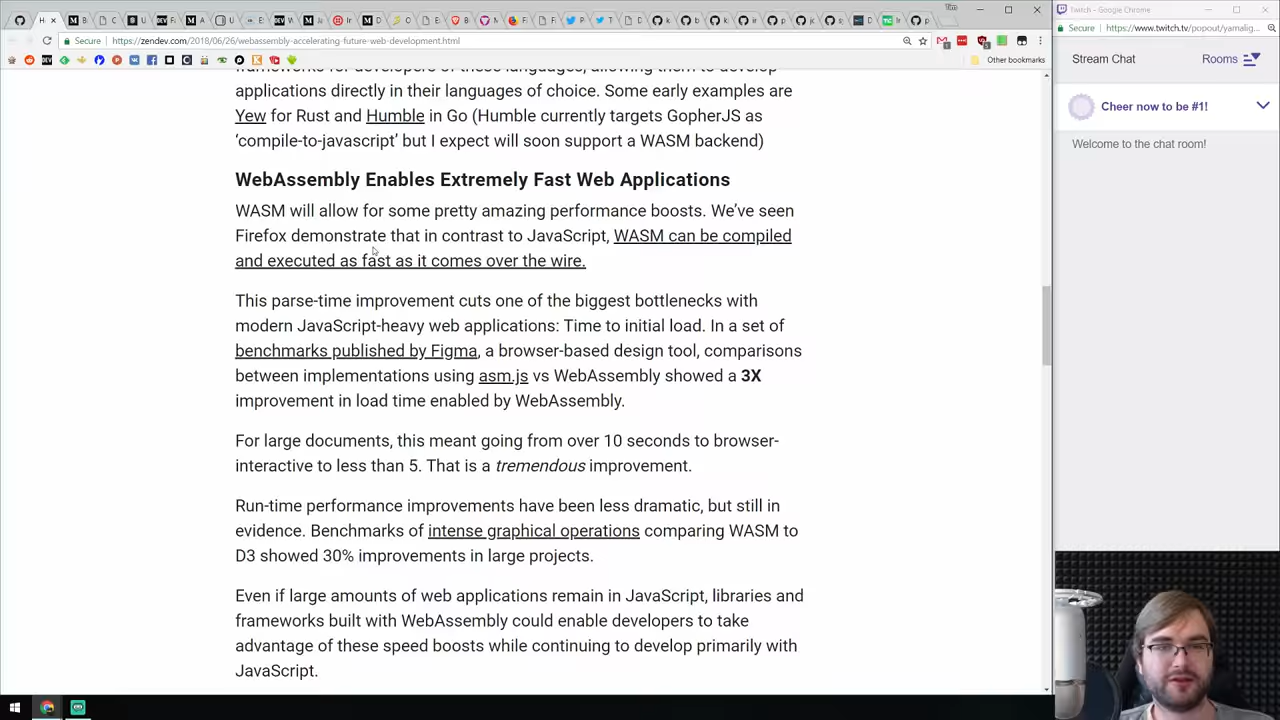 Tim
Twitch - Google Chrome
Secure
https://zendev.com/2018/06/26/webassembly-accelerating-future-web-development.html
Secure
https://www.twitch.tv/popout/yamalig...
Other bookmarks
Stream Chat
Rooms
Cheer now to be #1!
Welcome to the chat room!
frameworks for developers of these languages, allowing them to develop
applications directly in their languages of choice. Some early examples are
Yew for Rust and Humble in Go (Humble currently targets GopherJS as
‘compile-to-javascript’ but I expect will soon support a WASM backend)
WebAssembly Enables Extremely Fast Web Applications
WASM will allow for some pretty amazing performance boosts. We’ve seen
Firefox demonstrate that in contrast to JavaScript, WASM can be compiled
and executed as fast as it comes over the wire.
This parse-time improvement cuts one of the biggest bottlenecks with
modern JavaScript-heavy web applications: Time to initial load. In a set of
benchmarks published by Figma, a browser-based design tool, comparisons
between implementations using asm.js vs WebAssembly showed a 3X
improvement in load time enabled by WebAssembly.
For large documents, this meant going from over 10 seconds to browser-
interactive to less than 5. That is a tremendous improvement.
Run-time performance improvements have been less dramatic, but still in
evidence. Benchmarks of intense graphical operations comparing WASM to
D3 showed 30% improvements in large projects.
Even if large amounts of web applications remain in JavaScript, libraries and
frameworks built with WebAssembly could enable developers to take
advantage of these speed boosts while continuing to develop primarily with
JavaScript.